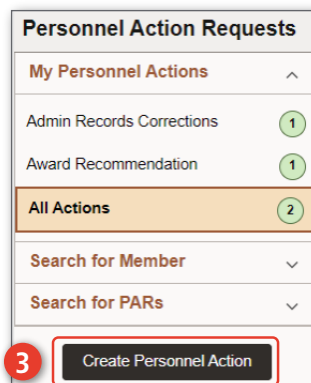 Personnel Action Requests
My Personnel Actions
Admin Records Corrections 1
Award Recommendation 1
All Actions 2
Search for Member
Search for PARs
3 Create Personnel Action